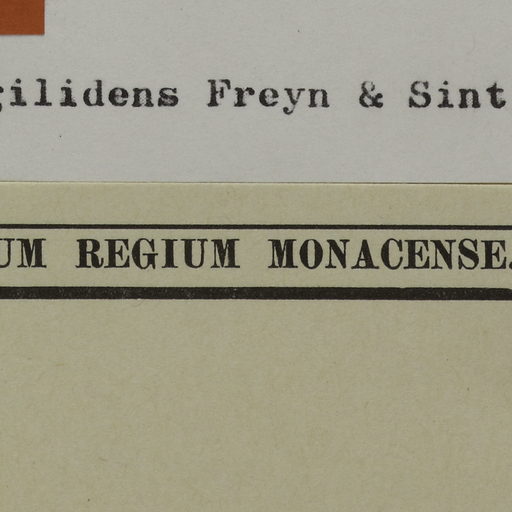 gilidens Freyn & Sint
UM REGIUM MONACENSE.